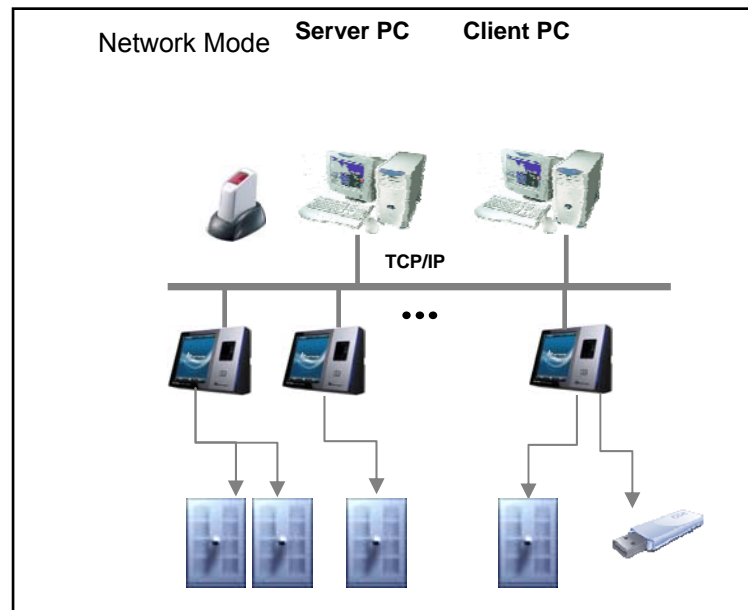 Network Mode
Server PC
Client PC
TCP/IP
•••